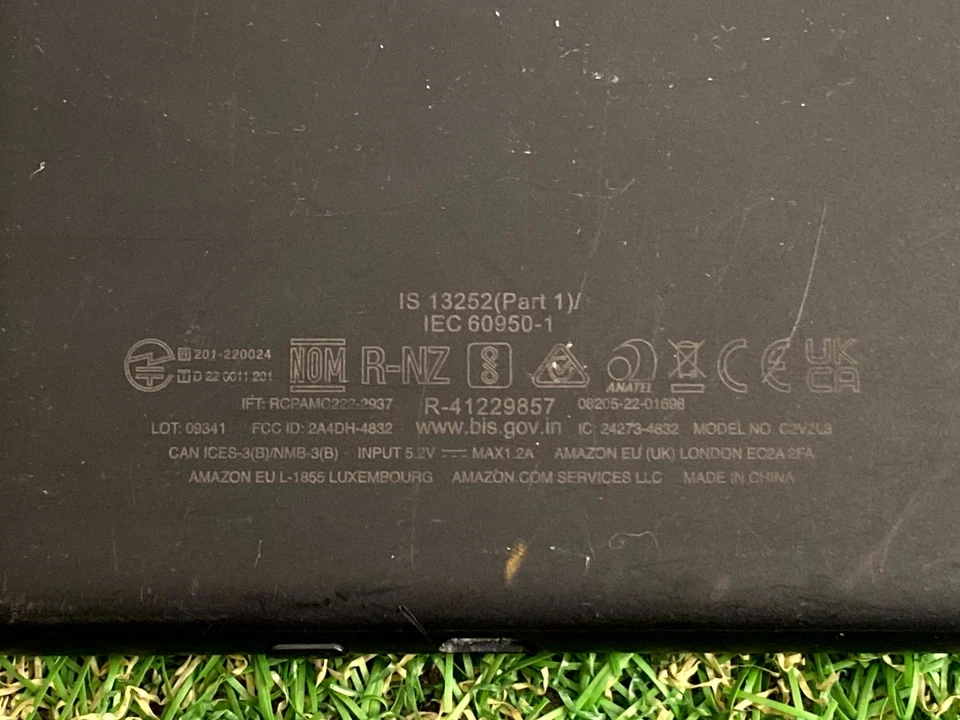 IS 13252(Part 1)/
IEC 60950-1
R 201-220024
T D 22 0011 201
NOM R-NZ ANATEL UK CA
IFT: RCPAMC222-2937 R-41229857 08205-22-01698
LOT: 09341 FCC ID: 2A4DH-4832 www.bis.gov.in IC: 24273-4832 MODEL NO. C2V2L3
CAN ICES-3(B)/NMB-3(B) INPUT 5.2V MAX1.2A AMAZON EU (UK) LONDON EC2A 2FA
AMAZON EU L-1855 LUXEMBOURG AMAZON.COM SERVICES LLC MADE IN CHINA